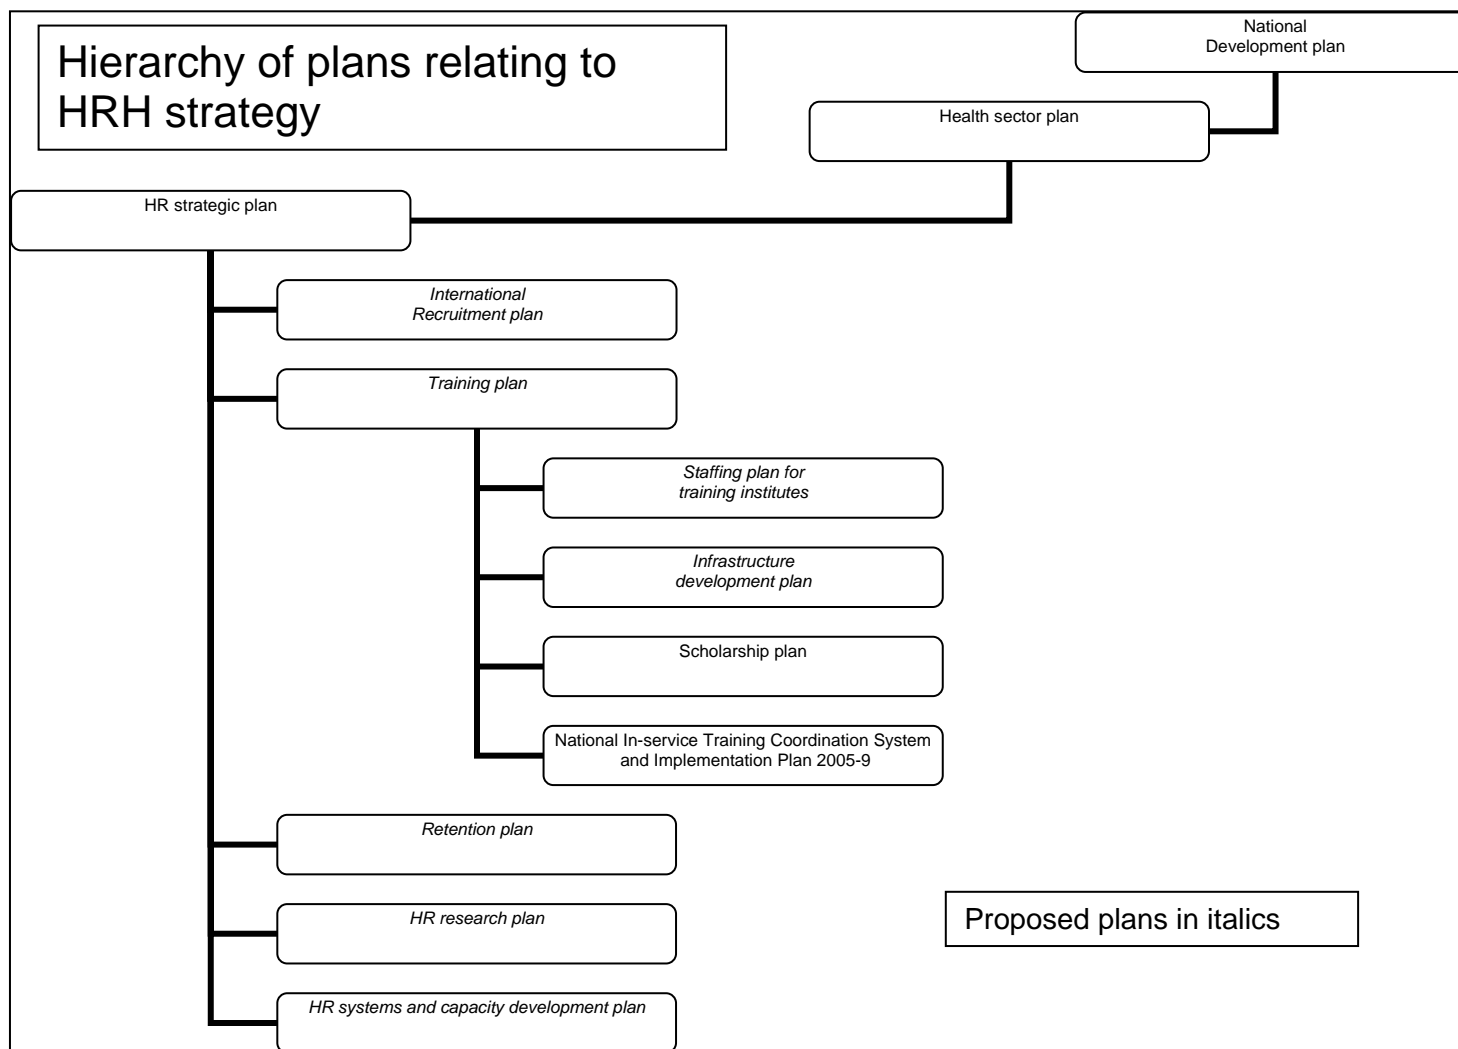 Hierarchy of plans relating to
HRH strategy
National
Development plan
Health sector plan
HR strategic plan
International
Recruitment plan
Training plan
Staffing plan for
training institutes
Infrastructure
development plan
Scholarship plan
National In-service Training Coordination System
and Implementation Plan 2005-9
Retention plan
HR research plan
Proposed plans in italics
HR systems and capacity development plan